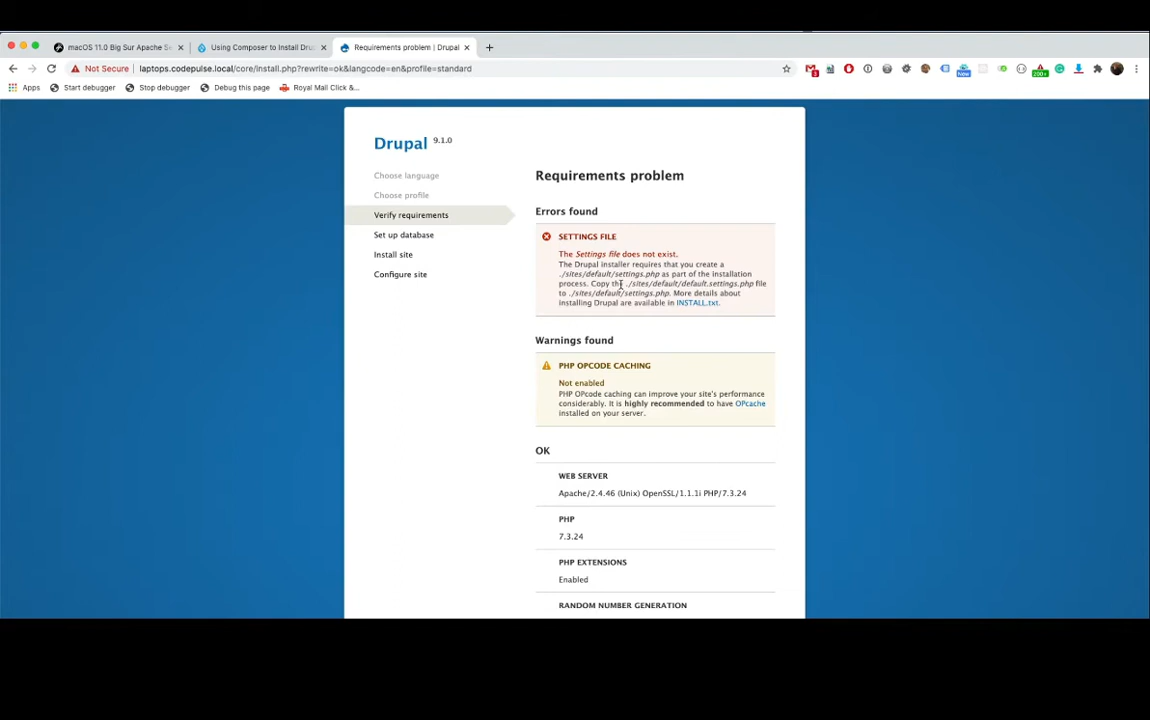 macOS 11.0 Big Sur Apache Se
Using Composer to Install Dru
Requirements problem | Drupal
Not Secure
laptops.codepulse.local/core/install.php?rewrite=ok&langcode=en&profile=standard
Apps
Start debugger
Stop debugger
Debug this page
Royal Mail Click &...
3
New
200+
Drupal 9.1.0
Choose language
Choose profile
Verify requirements
Set up database
Install site
Configure site
Requirements problem
Errors found
SETTINGS FILE
The Settings file does not exist.
The Drupal installer requires that you create a
./sites/default/settings.php as part of the installation
process. Copy the ./sites/default/default.settings.php file
to ./sites/default/settings.php. More details about
installing Drupal are available in INSTALL.txt.
Warnings found
PHP OPCODE CACHING
Not enabled
PHP OPcode caching can improve your site's performance
considerably. It is highly recommended to have OPcache
installed on your server.
OK
WEB SERVER
Apache/2.4.46 (Unix) OpenSSL/1.1.1i PHP/7.3.24
PHP
7.3.24
PHP EXTENSIONS
Enabled
RANDOM NUMBER GENERATION